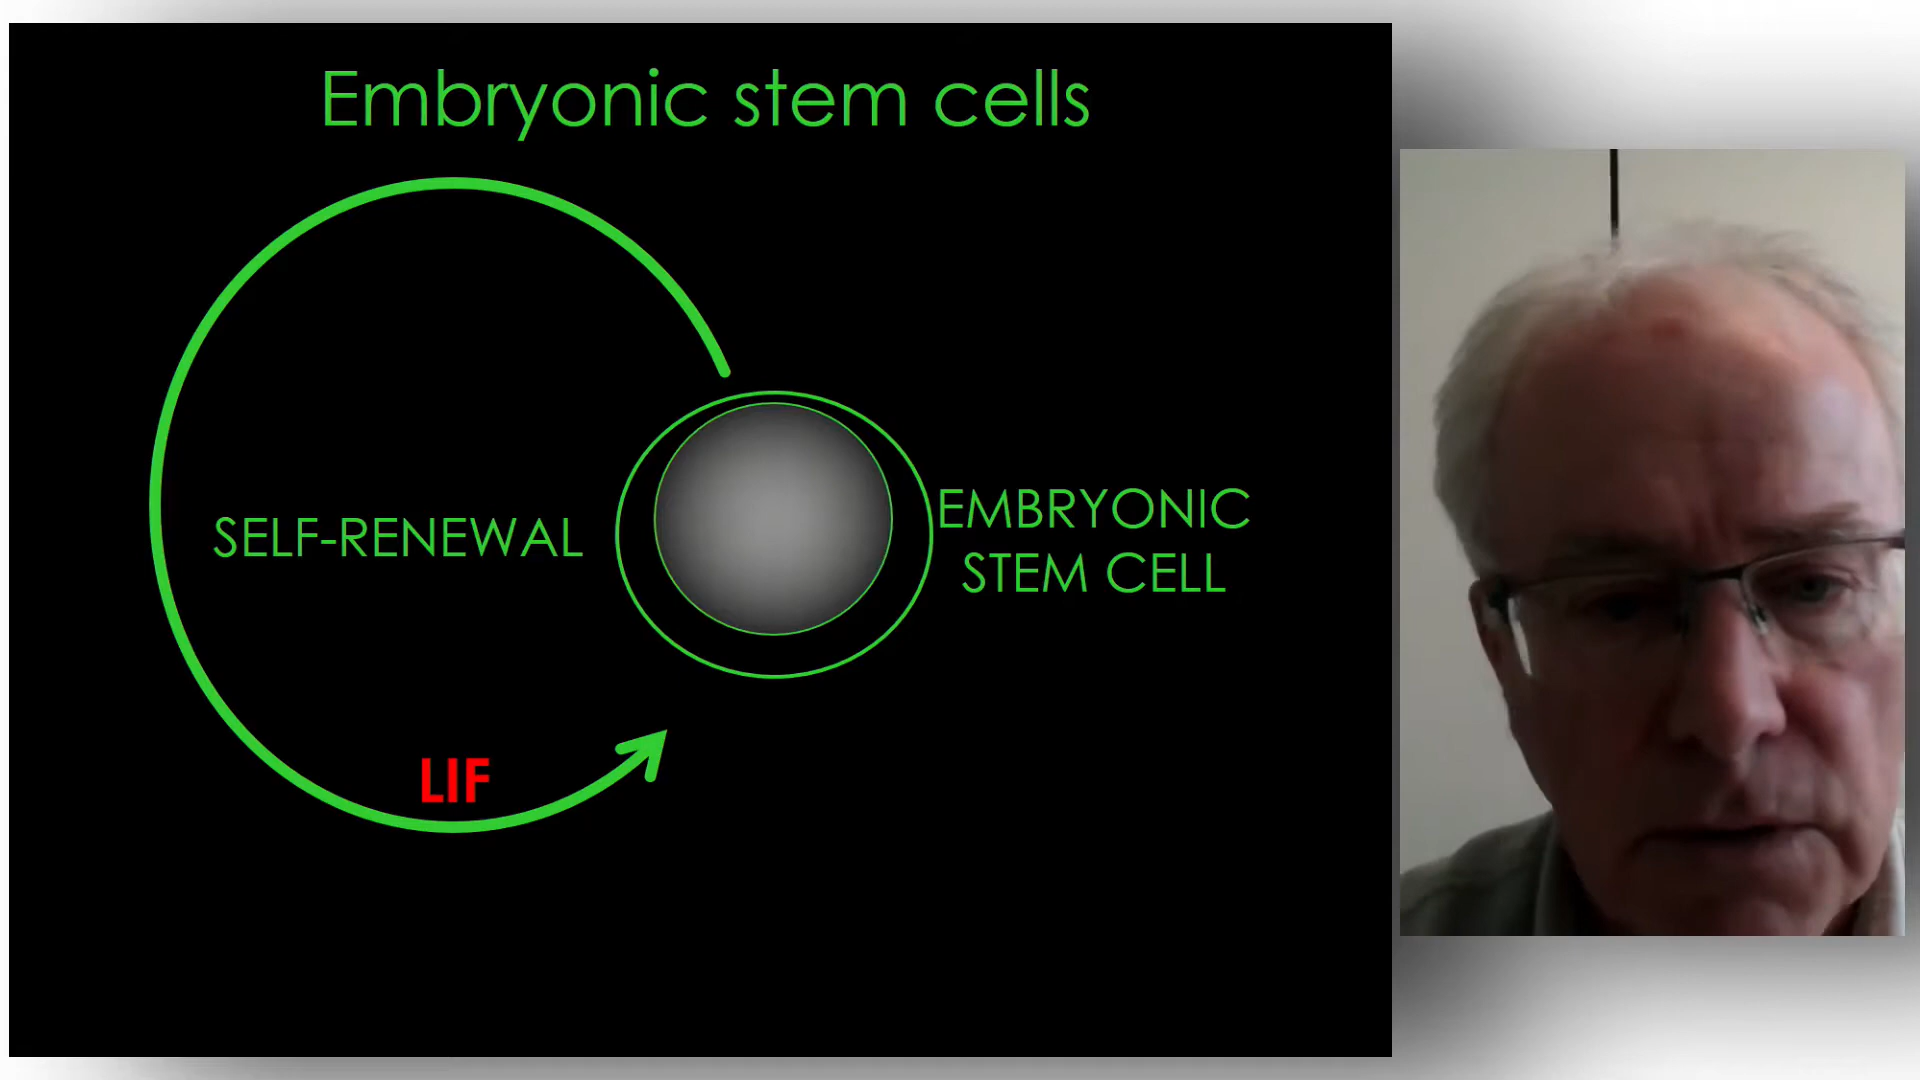 Embryonic stem cells
SELF-RENEWAL
EMBRYONIC
STEM CELL
LIF